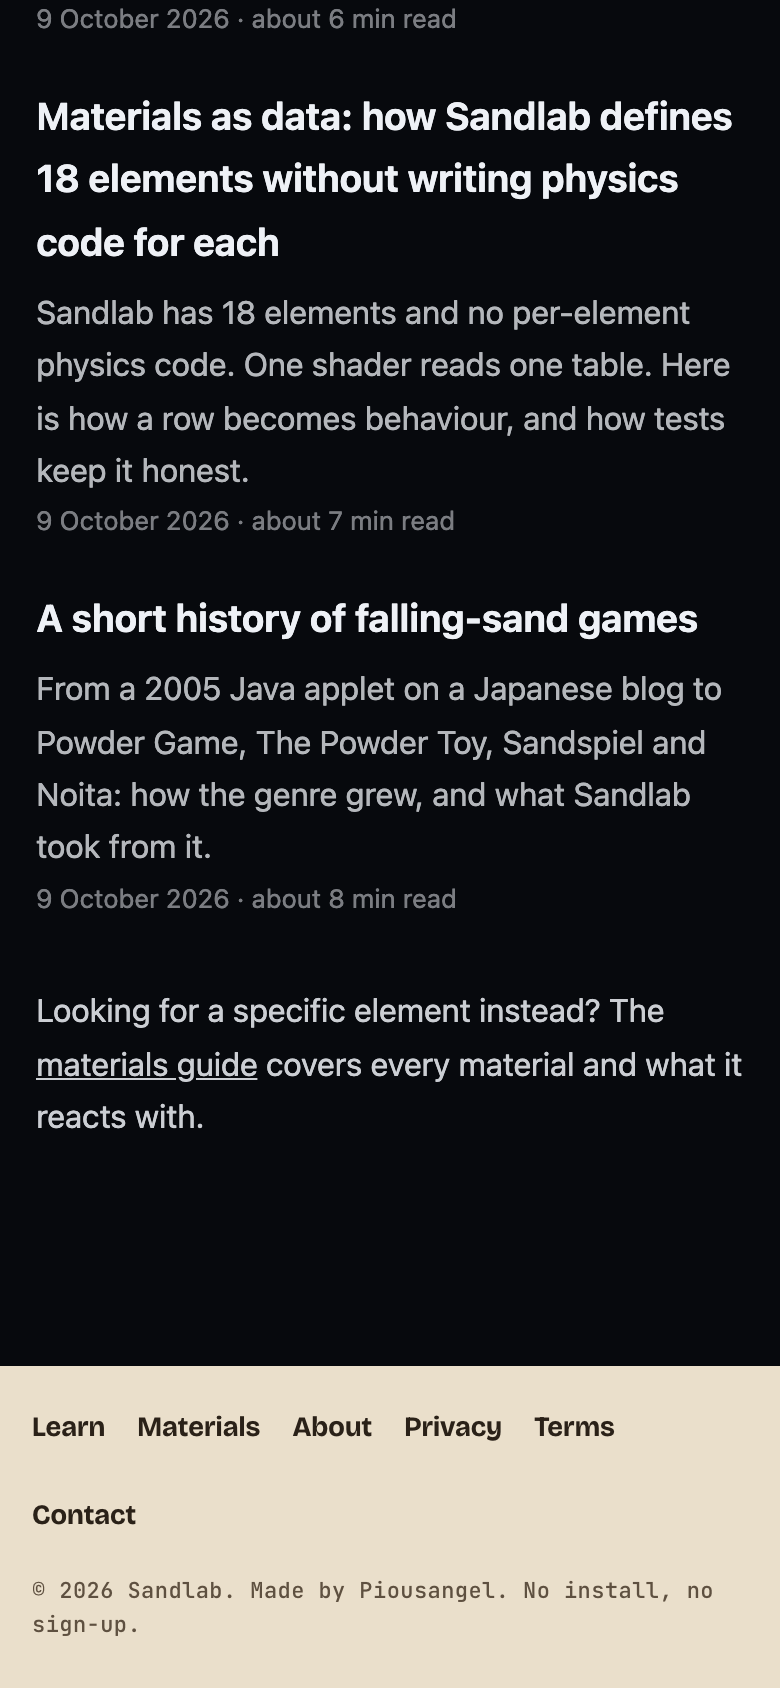 9 October 2026 · about 6 min read
Materials as data: how Sandlab defines
18 elements without writing physics
code for each
Sandlab has 18 elements and no per-element
physics code. One shader reads one table. Here
is how a row becomes behaviour, and how tests
keep it honest.
9 October 2026 · about 7 min read
A short history of falling-sand games
From a 2005 Java applet on a Japanese blog to
Powder Game, The Powder Toy, Sandspiel and
Noita: how the genre grew, and what Sandlab
took from it.
9 October 2026 · about 8 min read
Looking for a specific element instead? The
materials guide covers every material and what it
reacts with.
Learn Materials About Privacy Terms
Contact
© 2026 Sandlab. Made by Piousangel. No install, no
sign-up.